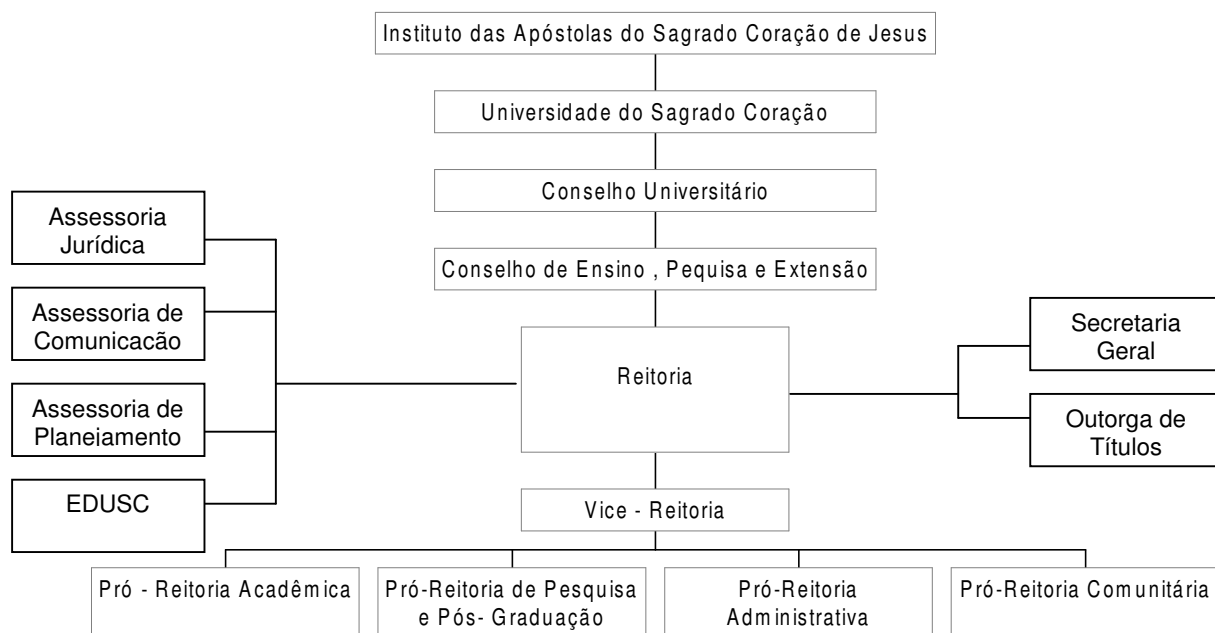 Instituto das Apóstolas do Sagrado Coração de Jesus
Universidade do Sagrado Coração
Conselho Universitário
Conselho de Ensino , Pequisa e Extensão
Assessoria
Jurídica
Assessoria de
Comunicacão
Assessoria de
Planeiamento
EDUSC
Reitoria
Secretaria
Geral
Outorga de
Títulos
Vice - Reitoria
Pró - Reitoria Acadêmica
Pró-Reitoria de Pesquisa
e Pós- Graduação
Pró-Reitoria
Administrativa
Pró-Reitoria Comunitária